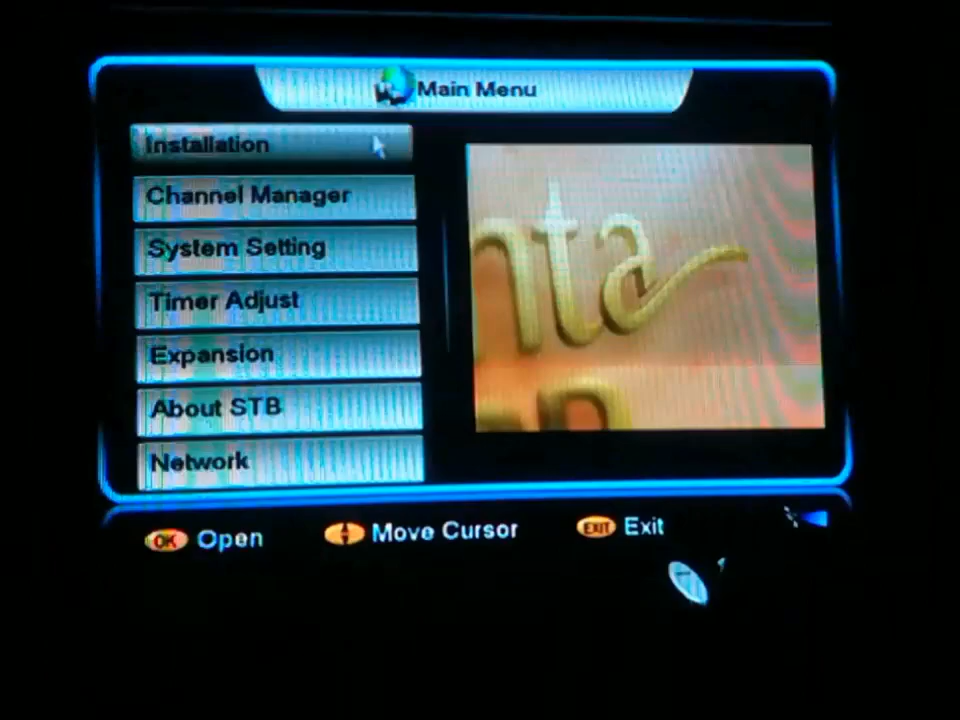 Main Menu
Installation
Channel Manager
System Setting
Timer Adjust
Expansion
About STB
Network
nta
OK Open
Move Cursor
EXIT Exit